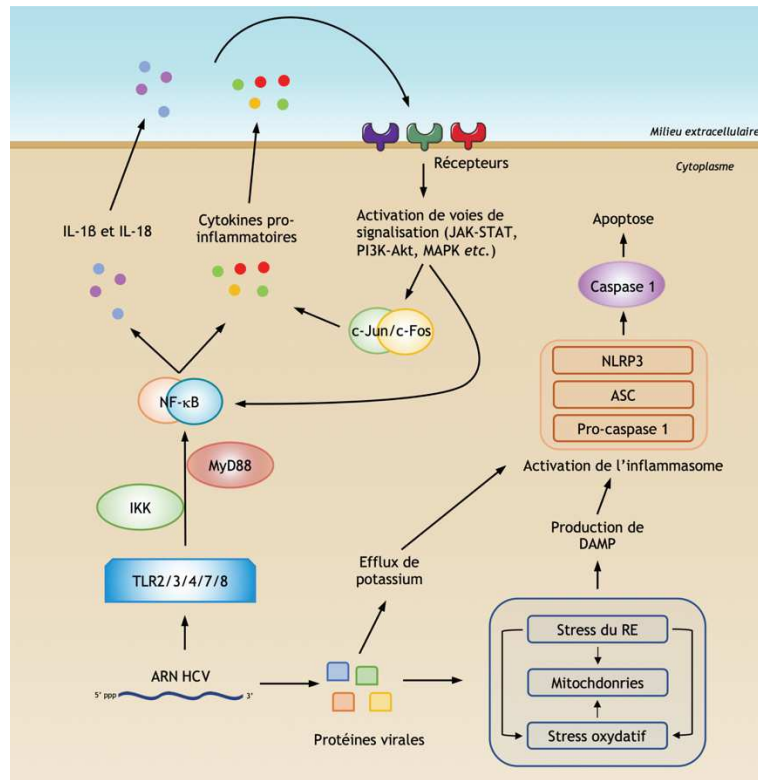 Milieu extracellulaire
Cytoplasme
Récepteurs
IL-1ß et IL-18
Cytokines pro-
inflammatoires
Activation de voies de
signalisation (JAK-STAT,
PI3K-Akt, MAPK etc.)
Apoptose
Caspase 1
c-Jun/c-Fos
NLRP3
ASC
Pro-caspase 1
Activation de l'inflammasome
NF-κB
MyD88
IKK
TLR2/3/4/7/8
Efflux de
potassium
Production de
DAMP
Stress du RE
Mitochdonries
Stress oxydatif
ARN HCV
5' ppp
3'
Protéines virales